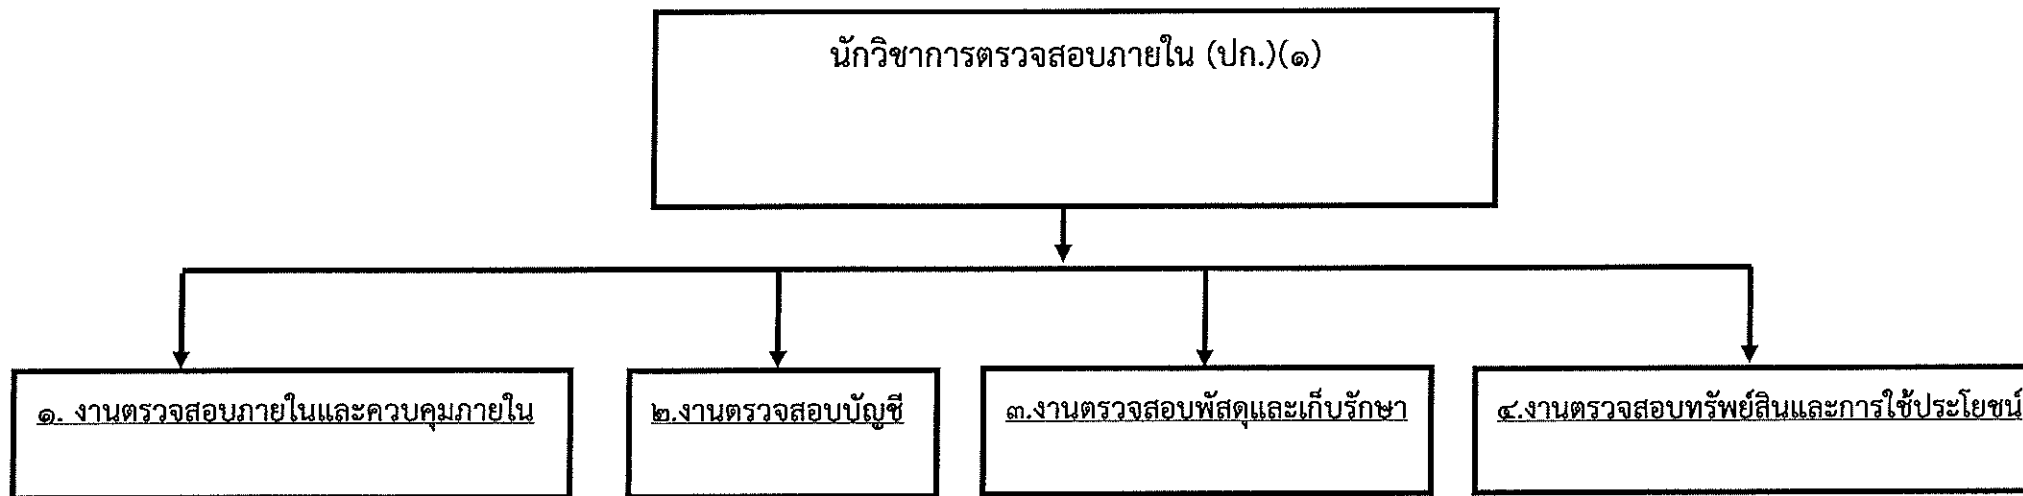 นักวิชาการตรวจสอบภายใน (ปก.)(๑)
๑. งานตรวจสอบภายในและควบคุมภายใน
๒.งานตรวจสอบบัญชี
๓.งานตรวจสอบพัสดุและเก็บรักษา
๔.งานตรวจสอบทรัพย์สินและการใช้ประโยชน์